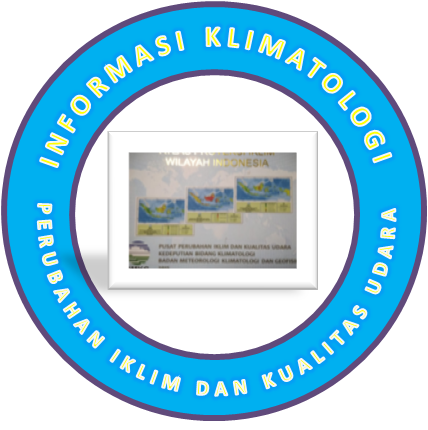 INFORMASI KLIMATOLOGI
WILAYAH INDONESIA
PUSAT PERUBAHAN IKLIM DAN KUALITAS UDARA
KEDEPUTIAN BIDANG KLIMATOLOGI
BADAN METEOROLOGI KLIMATOLOGI DAN
PERUBAHAN IKLIM DAN KUALITAS UDARA